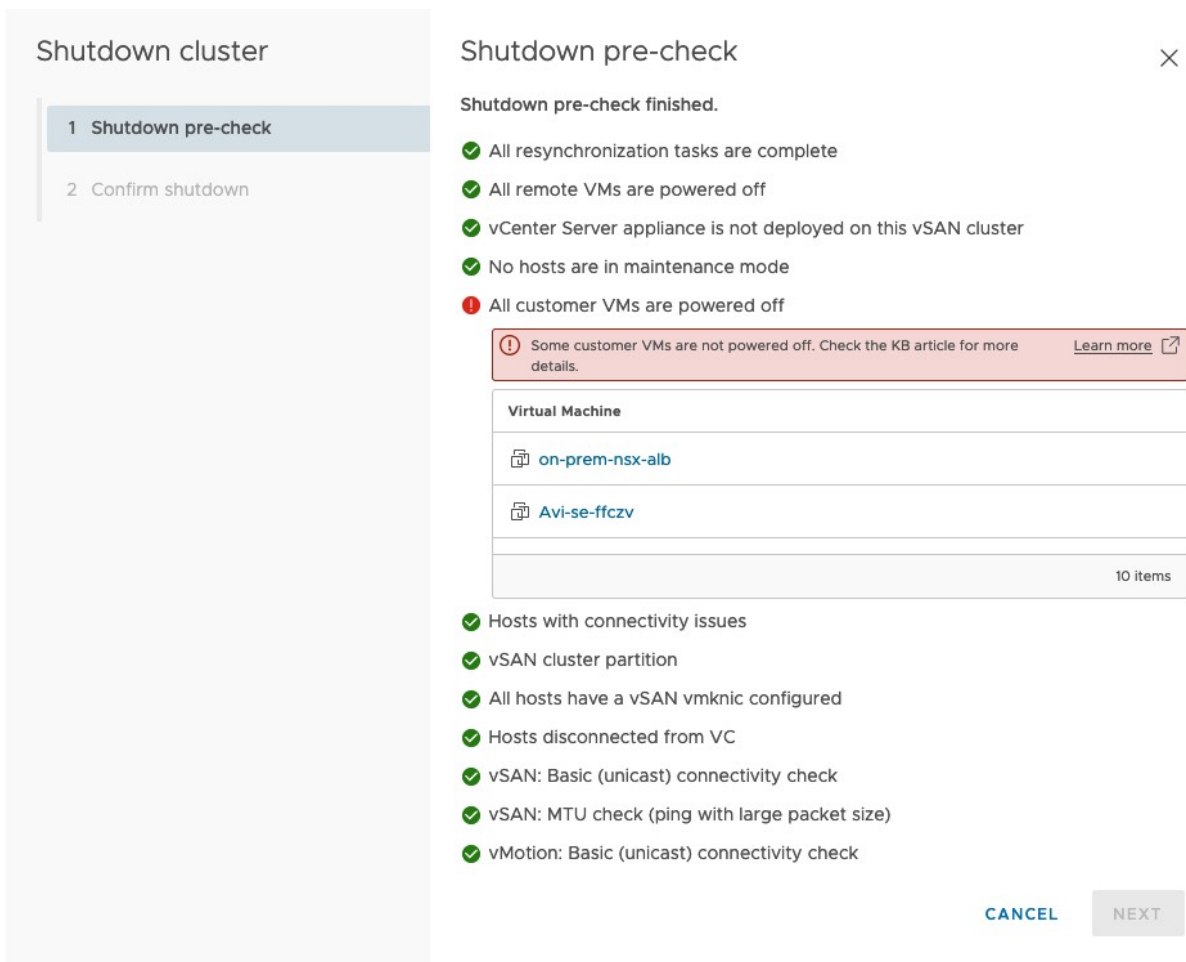 Shutdown cluster
1 Shutdown pre-check
2 Confirm shutdown
Shutdown pre-check
Shutdown pre-check finished.
All resynchronization tasks are complete
All remote VMs are powered off
vCenter Server appliance is not deployed on this vSAN cluster
No hosts are in maintenance mode
All customer VMs are powered off
Some customer VMs are not powered off. Check the KB article for more
details.
Learn more
Virtual Machine
on-prem-nsx-alb
Avi-se-ffczv
10 items
Hosts with connectivity issues
vSAN cluster partition
All hosts have a vSAN vmknic configured
Hosts disconnected from VC
vSAN: Basic (unicast) connectivity check
vSAN: MTU check (ping with large packet size)
vMotion: Basic (unicast) connectivity check
CANCEL
NEXT